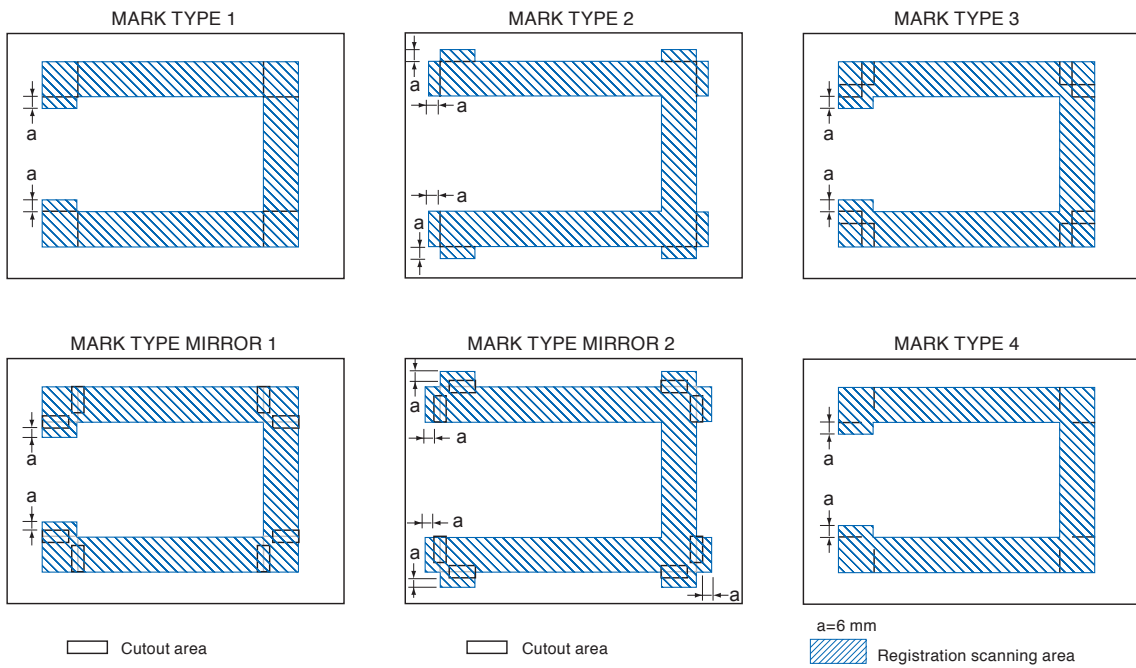 MARK TYPE 1
MARK TYPE 2
MARK TYPE 3
a
a
a
a
a
a
a
a
MARK TYPE MIRROR 1
MARK TYPE MIRROR 2
MARK TYPE 4
a
a
a
a
a
a
a
a
a
Cutout area
Cutout area
a=6 mm
Registration scanning area